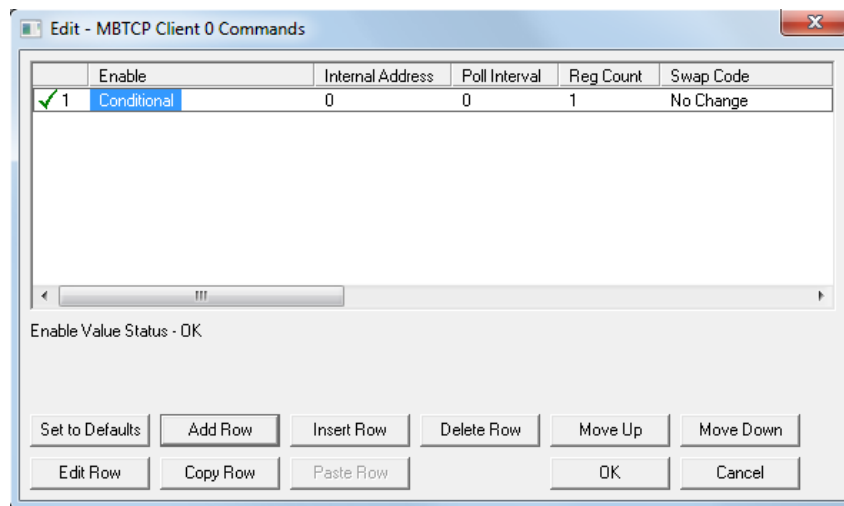 Edit - MBTCP Client 0 Commands
Enable Internal Address Poll Interval Reg Count Swap Code
1 Conditional 0 0 1 No Change
Enable Value Status - OK
Set to Defaults Add Row Insert Row Delete Row Move Up Move Down
Edit Row Copy Row Paste Row OK Cancel